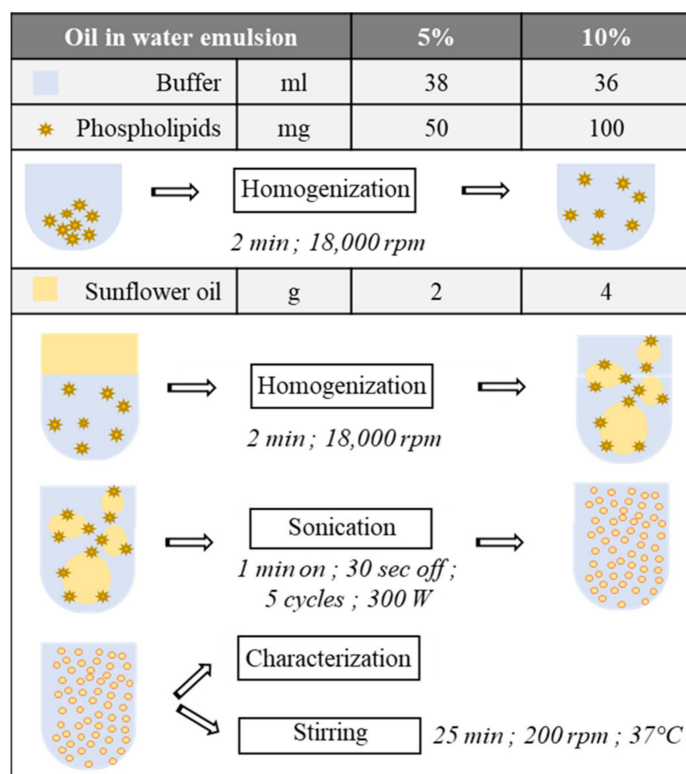 Oil in water emulsion 5% 10%
Buffer ml 38 36
Phospholipids mg 50 100
Homogenization
2 min ; 18,000 rpm
Sunflower oil g 2 4
Homogenization
2 min ; 18,000 rpm
Sonication
1 min on ; 30 sec off ;
5 cycles ; 300 W
Characterization
Stirring 25 min ; 200 rpm ; 37°C